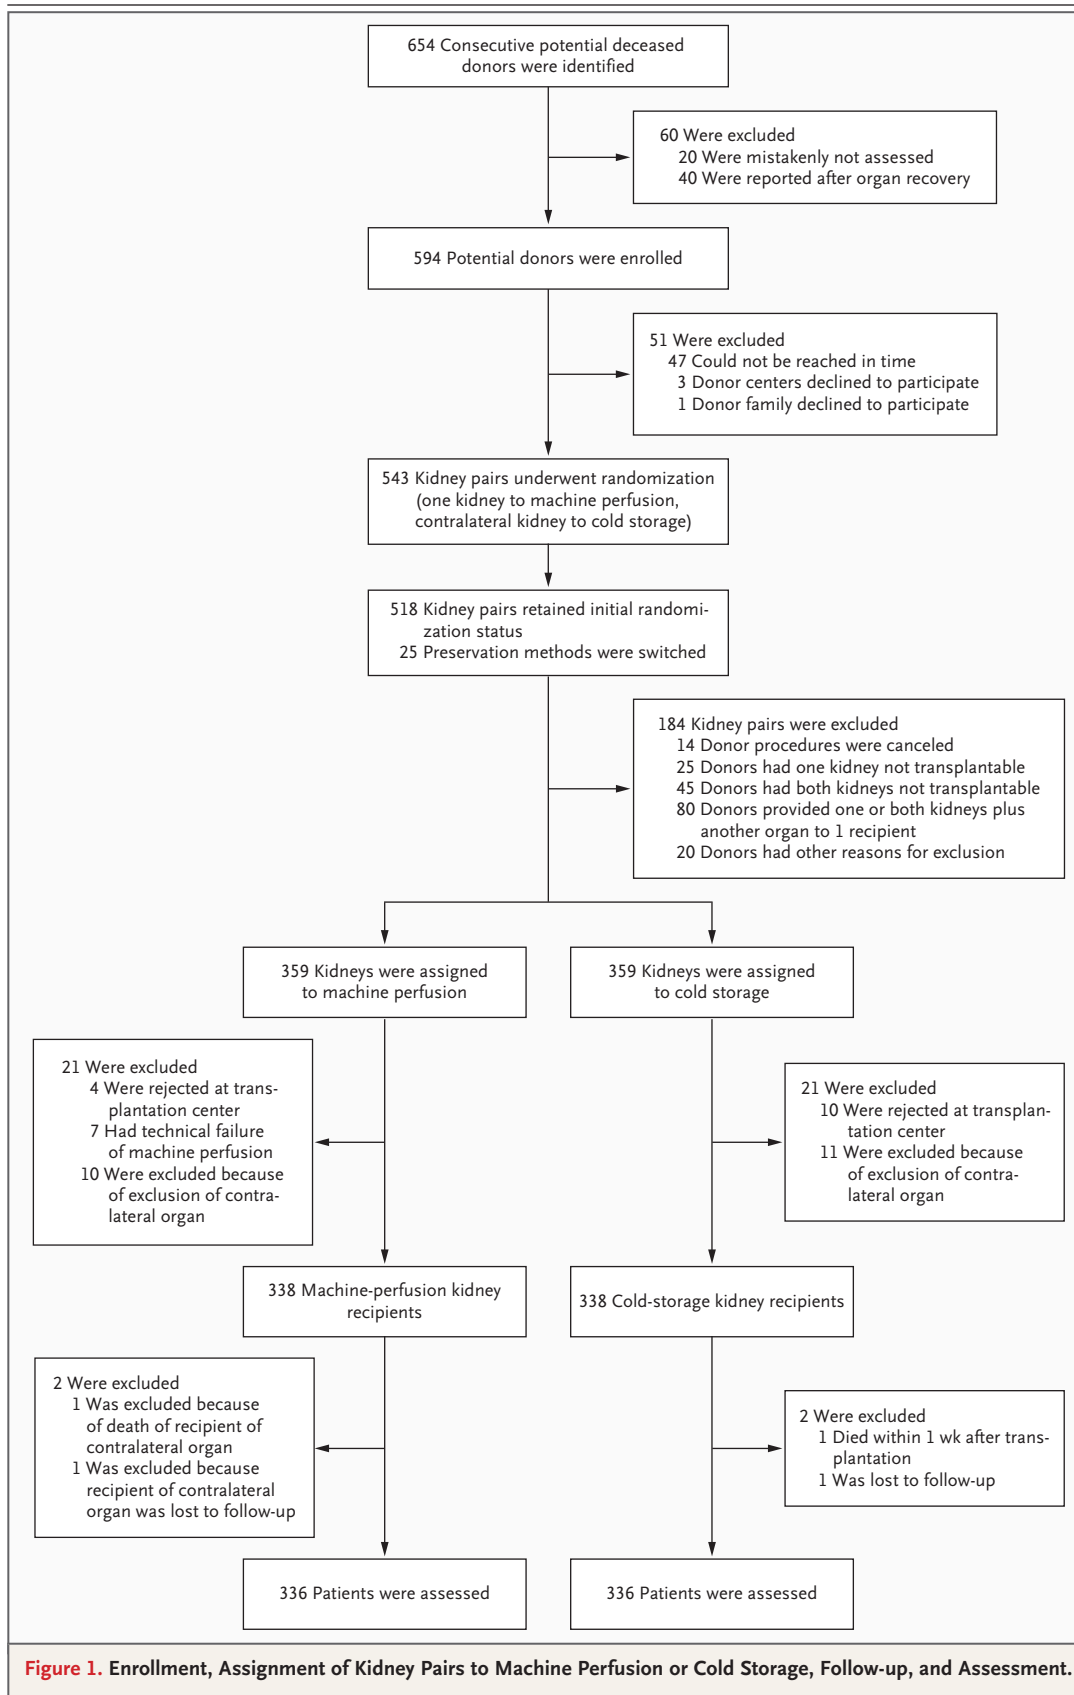 654 Consecutive potential deceased
donors were identified
60 Were excluded
20 Were mistakenly not assessed
40 Were reported after organ recovery
594 Potential donors were enrolled
51 Were excluded
47 Could not be reached in time
3 Donor centers declined to participate
1 Donor family declined to participate
543 Kidney pairs underwent randomization
(one kidney to machine perfusion,
contralateral kidney to cold storage)
518 Kidney pairs retained initial randomi-
zation status
25 Preservation methods were switched
184 Kidney pairs were excluded
14 Donor procedures were canceled
25 Donors had one kidney not transplantable
45 Donors had both kidneys not transplantable
80 Donors provided one or both kidneys plus
another organ to 1 recipient
20 Donors had other reasons for exclusion
359 Kidneys were assigned
to machine perfusion
359 Kidneys were assigned
to cold storage
21 Were excluded
4 Were rejected at trans-
plantation center
7 Had technical failure
of machine perfusion
10 Were excluded because
of exclusion of contra-
lateral organ
21 Were excluded
10 Were rejected at transplan-
tation center
11 Were excluded because
of exclusion of contra-
lateral organ
338 Machine-perfusion kidney
recipients
338 Cold-storage kidney recipients
2 Were excluded
1 Was excluded because
of death of recipient of
contralateral organ
1 Was excluded because
recipient of contralateral
organ was lost to follow-up
2 Were excluded
1 Died within 1 wk after trans-
plantation
1 Was lost to follow-up
336 Patients were assessed
336 Patients were assessed
Figure 1. Enrollment, Assignment of Kidney Pairs to Machine Perfusion or Cold Storage, Follow-up, and Assessment.